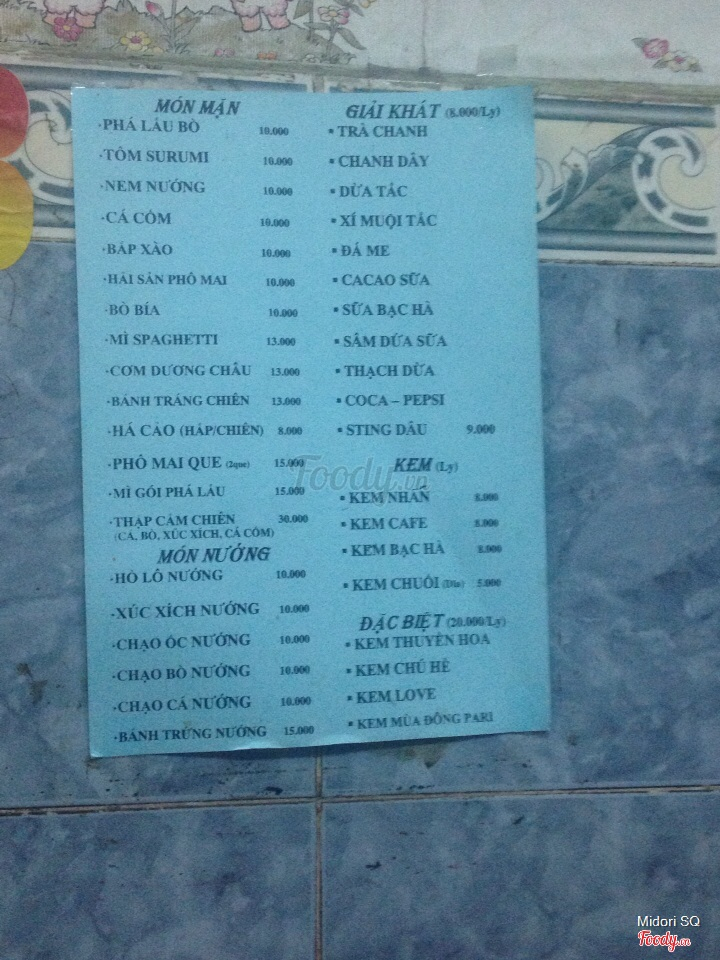 MÓN MẶN
·PHÁ LẤU BÒ 10.000
·TÔM SURUMI 10.000
·NEM NƯỚNG 10.000
·CÁ CỐM 10.000
·BẮP XÀO 10.000
·HẢI SẢN PHÔ MAI 10.000
·BÒ BÍA 10.000
·MÌ SPAGHETTI 13.000
·CƠM DƯƠNG CHÂU 13.000
·BÁNH TRÁNG CHIÊN 13.000
·HÁ CẢO (HẤP/CHIÊN) 8.000
·PHÔ MAI QUE (2que) 15.000
·MÌ GÓI PHÁ LẤU 15.000
·THẬP CẨM CHIÊN 30.000
(CÁ, BÒ, XÚC XÍCH, CÁ CỐM)
MÓN NƯỚNG
·HỒ LÔ NƯỚNG 10.000
·XÚC XÍCH NƯỚNG 10.000
·CHẠO ỐC NƯỚNG 10.000
·CHẠO BÒ NƯỚNG 10.000
·CHẠO CÁ NƯỚNG 10.000
·BÁNH TRỨNG NƯỚNG 15.000
GIẢI KHÁT (8.000/Ly)
▪ TRÀ CHANH
▪ CHANH DÂY
▪ DỪA TẮC
▪ XÍ MUỘI TẮC
▪ ĐÁ ME
▪ CACAO SỮA
▪ SỮA BẠC HÀ
▪ SÂM DỨA SỮA
▪ THẠCH DỪA
▪ COCA – PEPSI
▪ STING DÂU 9.000
KEM (Ly)
▪ KEM NHÃN 8.000
▪ KEM CAFE 8.000
▪ KEM BẠC HÀ 8.000
▪ KEM CHUỐI (Dĩa) 5.000
ĐẶC BIỆT (20.000/Ly)
▪ KEM THUYỀN HOA
▪ KEM CHÚ HỀ
▪ KEM LOVE
▪ KEM MÙA ĐÔNG PARI
Foody.vn
Midori SQ
Foody.vn